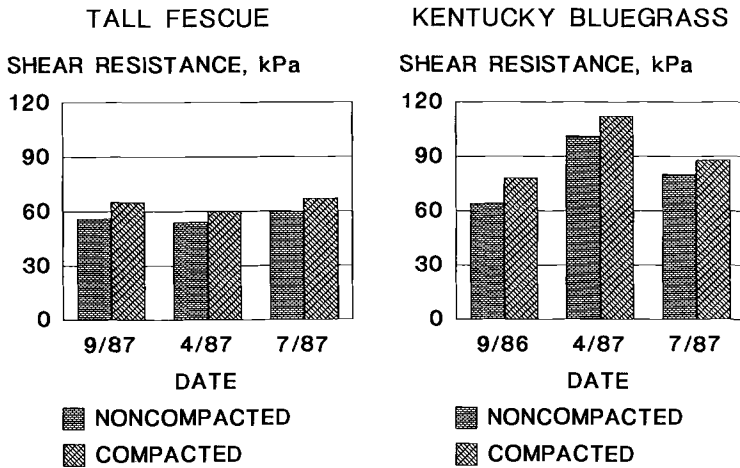 TALL FESCUE
SHEAR RESISTANCE, kPa
120
90
60
30
0
9/87 4/87 7/87
DATE
NONCOMPACTED
COMPACTED
KENTUCKY BLUEGRASS
SHEAR RESISTANCE, kPa
120
90
60
30
0
9/86 4/87 7/87
DATE
NONCOMPACTED
COMPACTED